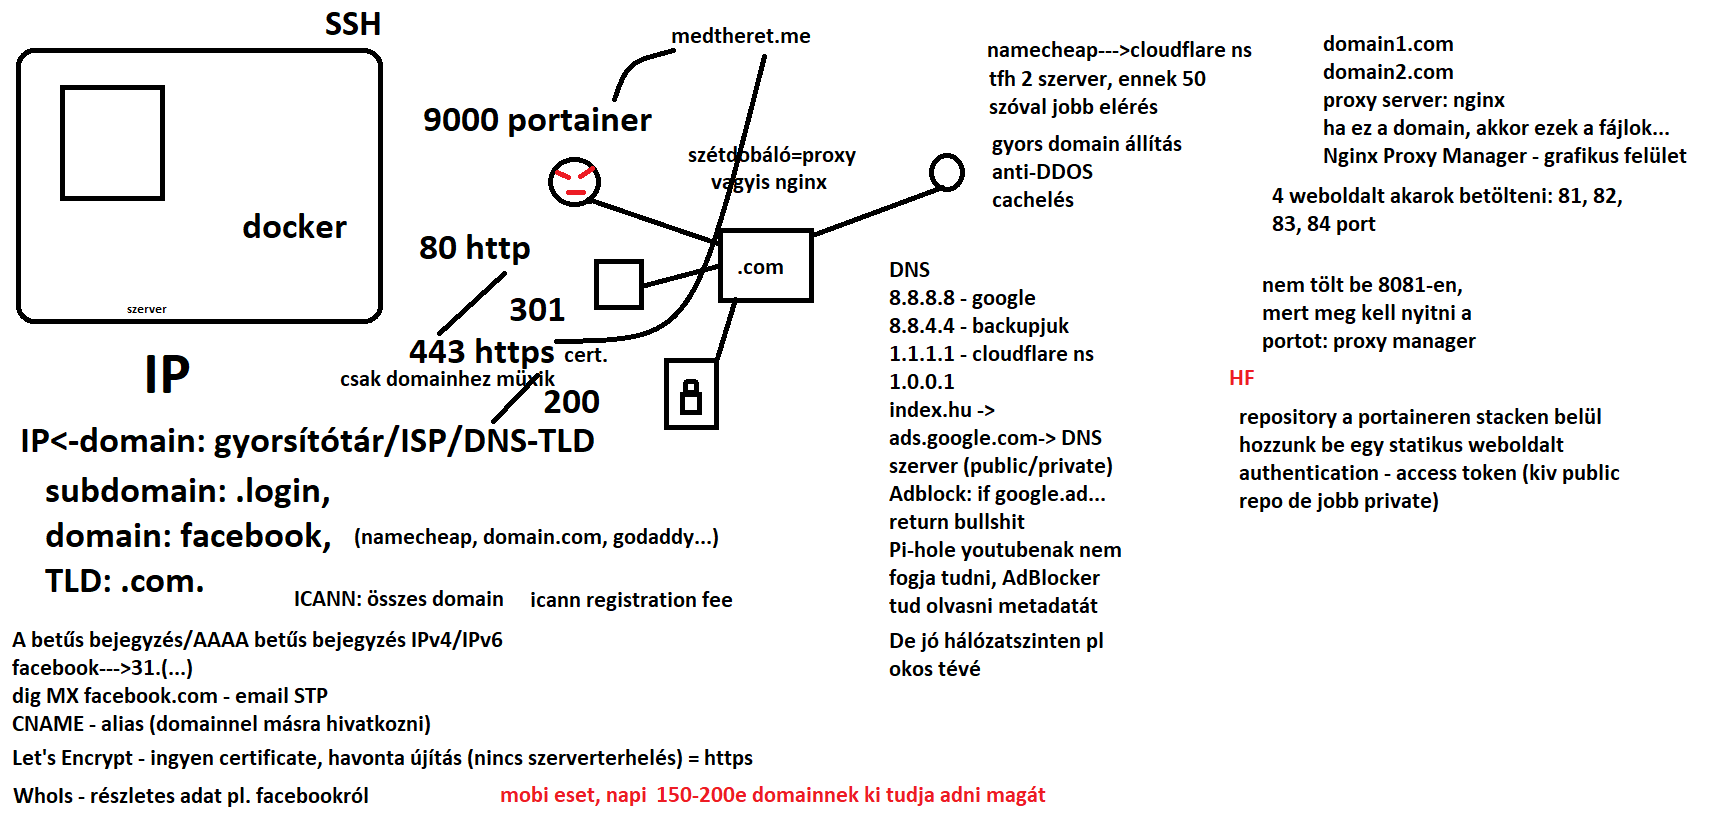 SSH
medtheret.me
9000 portainer
szétdobáló=proxy
vagyis nginx
docker
80 http
.com
301
szerver
443 https cert.
csak domainhez müxik
200
IP
IP<-domain: gyorsítótár/ISP/DNS-TLD
subdomain: .login,
domain: facebook, (namecheap, domain.com, godaddy...)
TLD: .com.
ICANN: összes domain icann registration fee
A betűs bejegyzés/AAAA betűs bejegyzés IPv4/IPv6
facebook--->31.(...)
dig MX facebook.com - email STP
CNAME - alias (domainnel másra hivatkozni)
Let's Encrypt - ingyen certificate, havonta újítás (nincs szerverterhelés) = https
WhoIs - részletes adat pl. facebookról
mobi eset, napi 150-200e domainnek ki tudja adni magát
namecheap--->cloudflare ns
tfh 2 szerver, ennek 50
szóval jobb elérés
gyors domain állítás
anti-DDOS
cachelés
DNS
8.8.8.8 - google
8.8.4.4 - backupjuk
1.1.1.1 - cloudflare ns
1.0.0.1
index.hu ->
ads.google.com-> DNS
szerver (public/private)
Adblock: if google.ad...
return bullshit
Pi-hole youtubenak nem
fogja tudni, AdBlocker
tud olvasni metadatát
De jó hálózatszinten pl
okos tévé
domain1.com
domain2.com
proxy server: nginx
ha ez a domain, akkor ezek a fájlok...
Nginx Proxy Manager - grafikus felület
4 weboldalt akarok betölteni: 81, 82,
83, 84 port
nem tölt be 8081-en,
mert meg kell nyitni a
portot: proxy manager
HF
repository a portaineren stacken belül
hozzunk be egy statikus weboldalt
authentication - access token (kiv public
repo de jobb private)